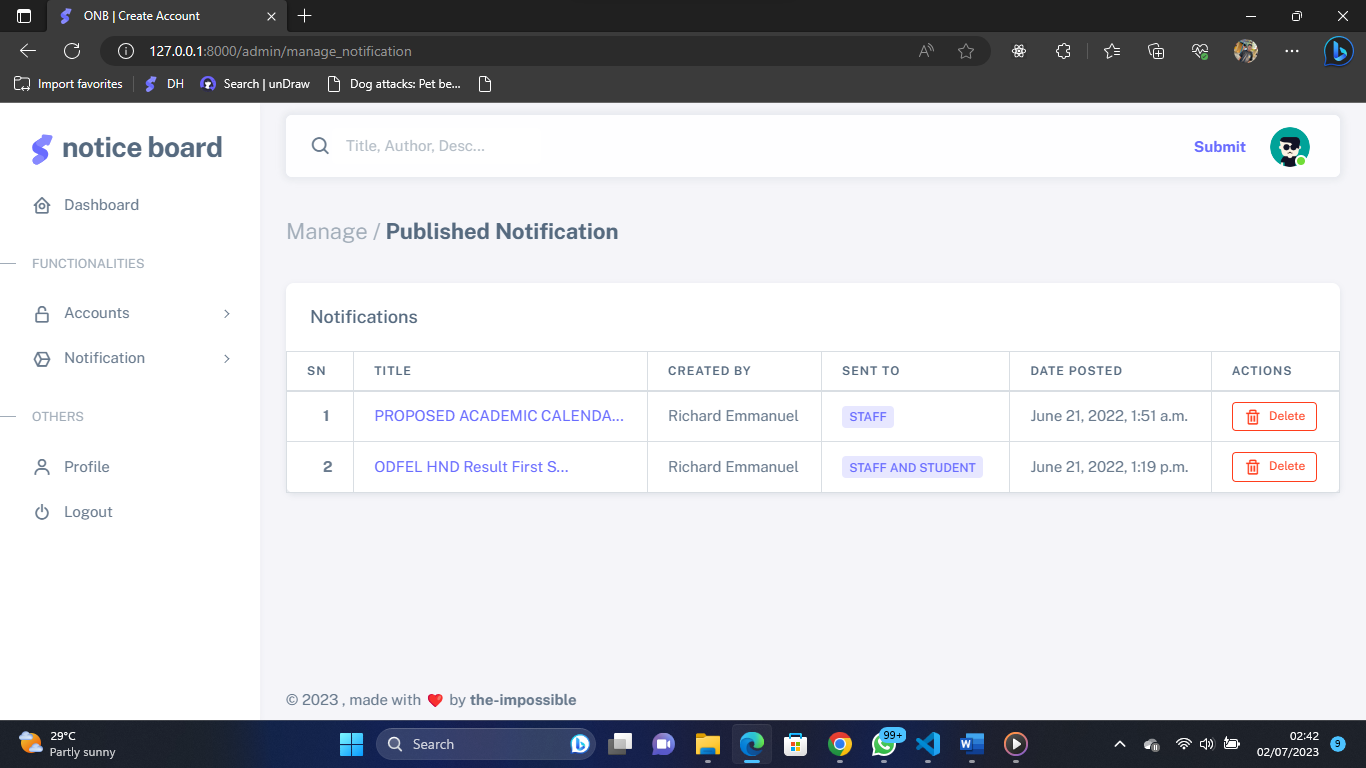 ONB | Create Account
127.0.0.1:8000/admin/manage_notification
Import favorites
DH
Search | unDraw
Dog attacks: Pet be...
notice board
Title, Author, Desc...
Submit
Dashboard
Manage / Published Notification
FUNCTIONALITIES
Accounts
Notification
OTHERS
Profile
Logout
Notifications
SN TITLE CREATED BY SENT TO DATE POSTED ACTIONS
1 PROPOSED ACADEMIC CALENDA... Richard Emmanuel STAFF June 21, 2022, 1:51 a.m. Delete
2 ODFEL HND Result First S... Richard Emmanuel STAFF AND STUDENT June 21, 2022, 1:19 p.m. Delete
© 2023 , made with ❤️ by the-impossible
29°C
Partly sunny
Search
99+
02:42
02/07/2023
9